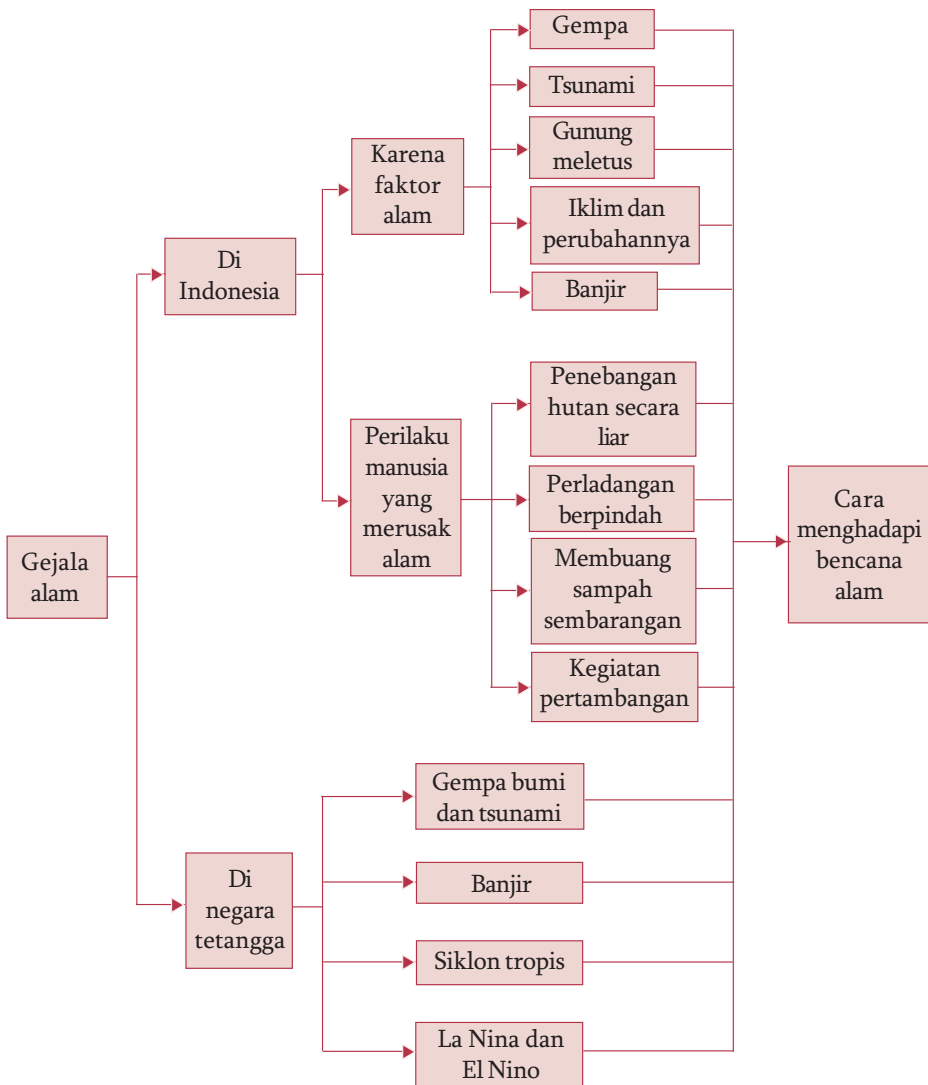 Gejala
alam
Di
Indonesia
Karena
faktor
alam
Gempa
Tsunami
Gunung
meletus
Iklim dan
perubahannya
Banjir
Perilaku
manusia
yang
merusak
alam
Penebangan
hutan secara
liar
Perladangan
berpindah
Membuang
sampah
sembarangan
Kegiatan
pertambangan
Di
negara
tetangga
Gempa bumi
dan tsunami
Banjir
Siklon tropis
La Nina dan
El Nino
Cara
menghadapi
bencana
alam